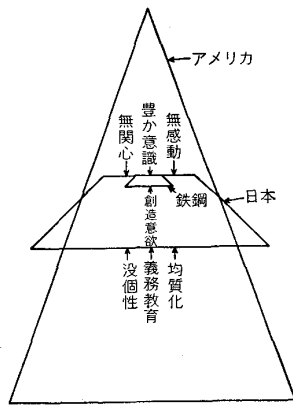 アメリカ
無関心
豊か意識
無感動
日本
鉄鋼
創造意欲
没個性
義務教育
均質化